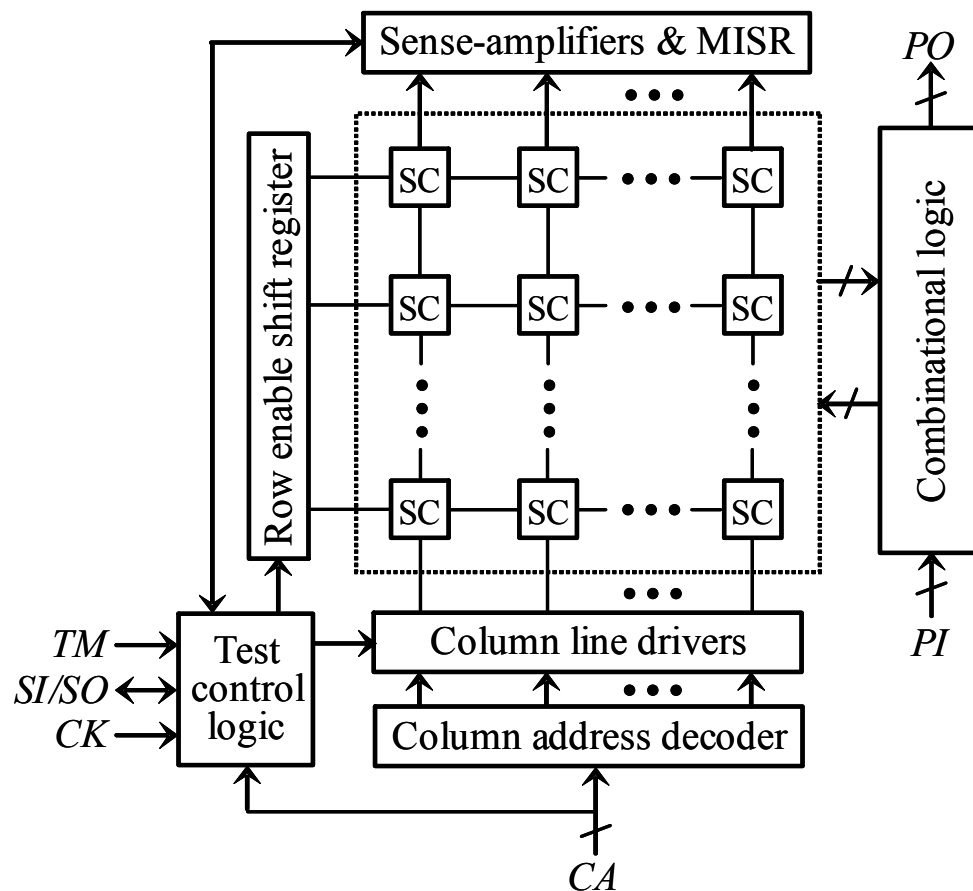 Sense-amplifiers & MISR
PO
Row enable shift register
SC SC SC
SC SC SC
SC SC SC
Combinational logic
Column line drivers
PI
TM
SI/SO
CK
Test
control
logic
Column address decoder
CA